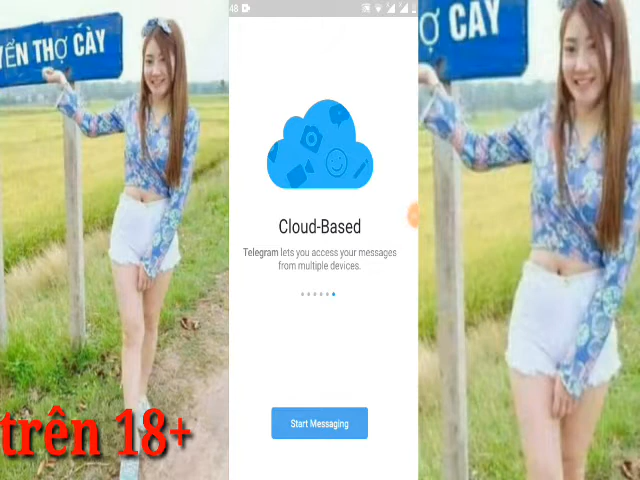 YỂN THỢ CÀY
48
Ợ CÀY
Cloud-Based
Telegram lets you access your messages
from multiple devices.
Start Messaging
trên 18+